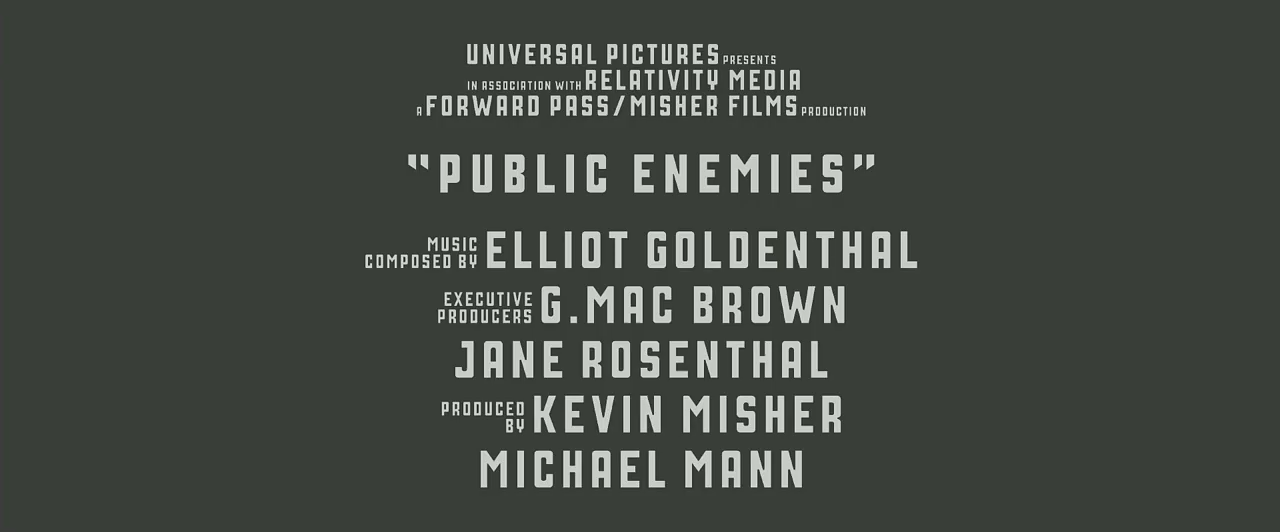 UNIVERSAL PICTURES PRESENTS
IN ASSOCIATION WITH RELATIVITY MEDIA
A FORWARD PASS/MISHER FILMS PRODUCTION
"PUBLIC ENEMIES"
MUSIC COMPOSED BY ELLIOT GOLDENTHAL
EXECUTIVE PRODUCERS G.MAC BROWN
JANE ROSENTHAL
PRODUCED BY KEVIN MISHER
MICHAEL MANN